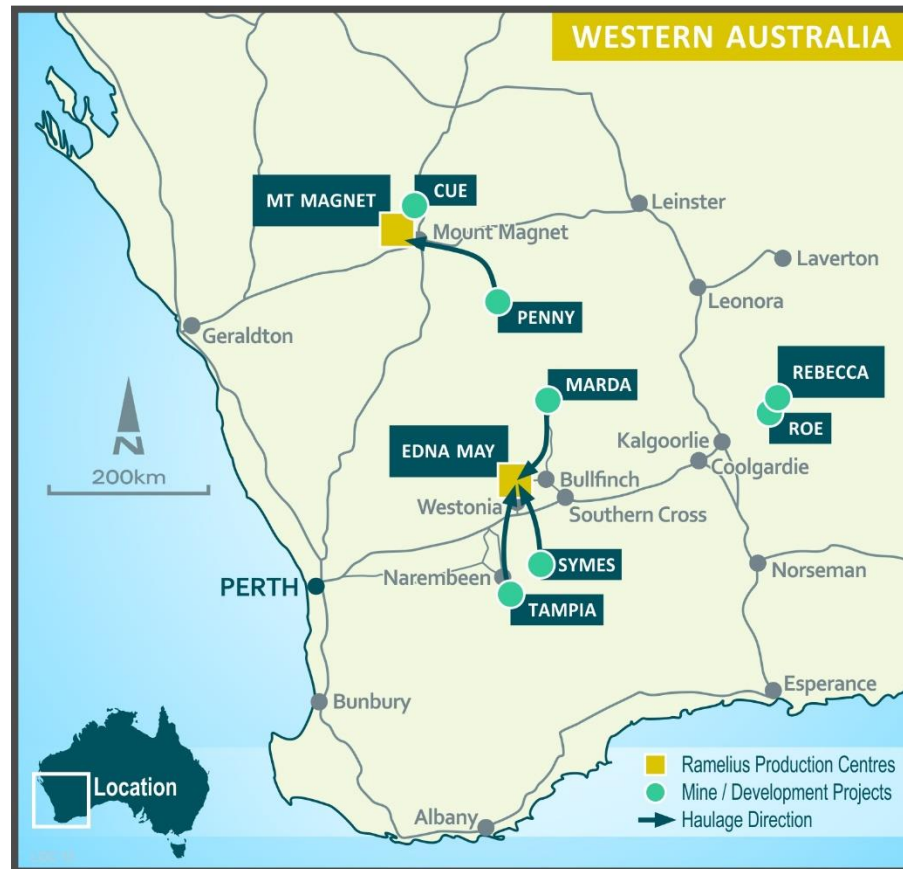 WESTERN AUSTRALIA
CUE
MT MAGNET
Mount Magnet
Leinster
Laverton
Leonora
PENNY
Geraldton
MARDA
REBECCA
ROE
N
200km
EDNA MAY
Kalgoorlie
Coolgardie
Bullfinch
Westonia
Southern Cross
SYMES
Norseman
Narembeen
PERTH
TAMPIA
Esperance
Bunbury
Location
Ramelius Production Centres
Mine / Development Projects
Haulage Direction
Albany